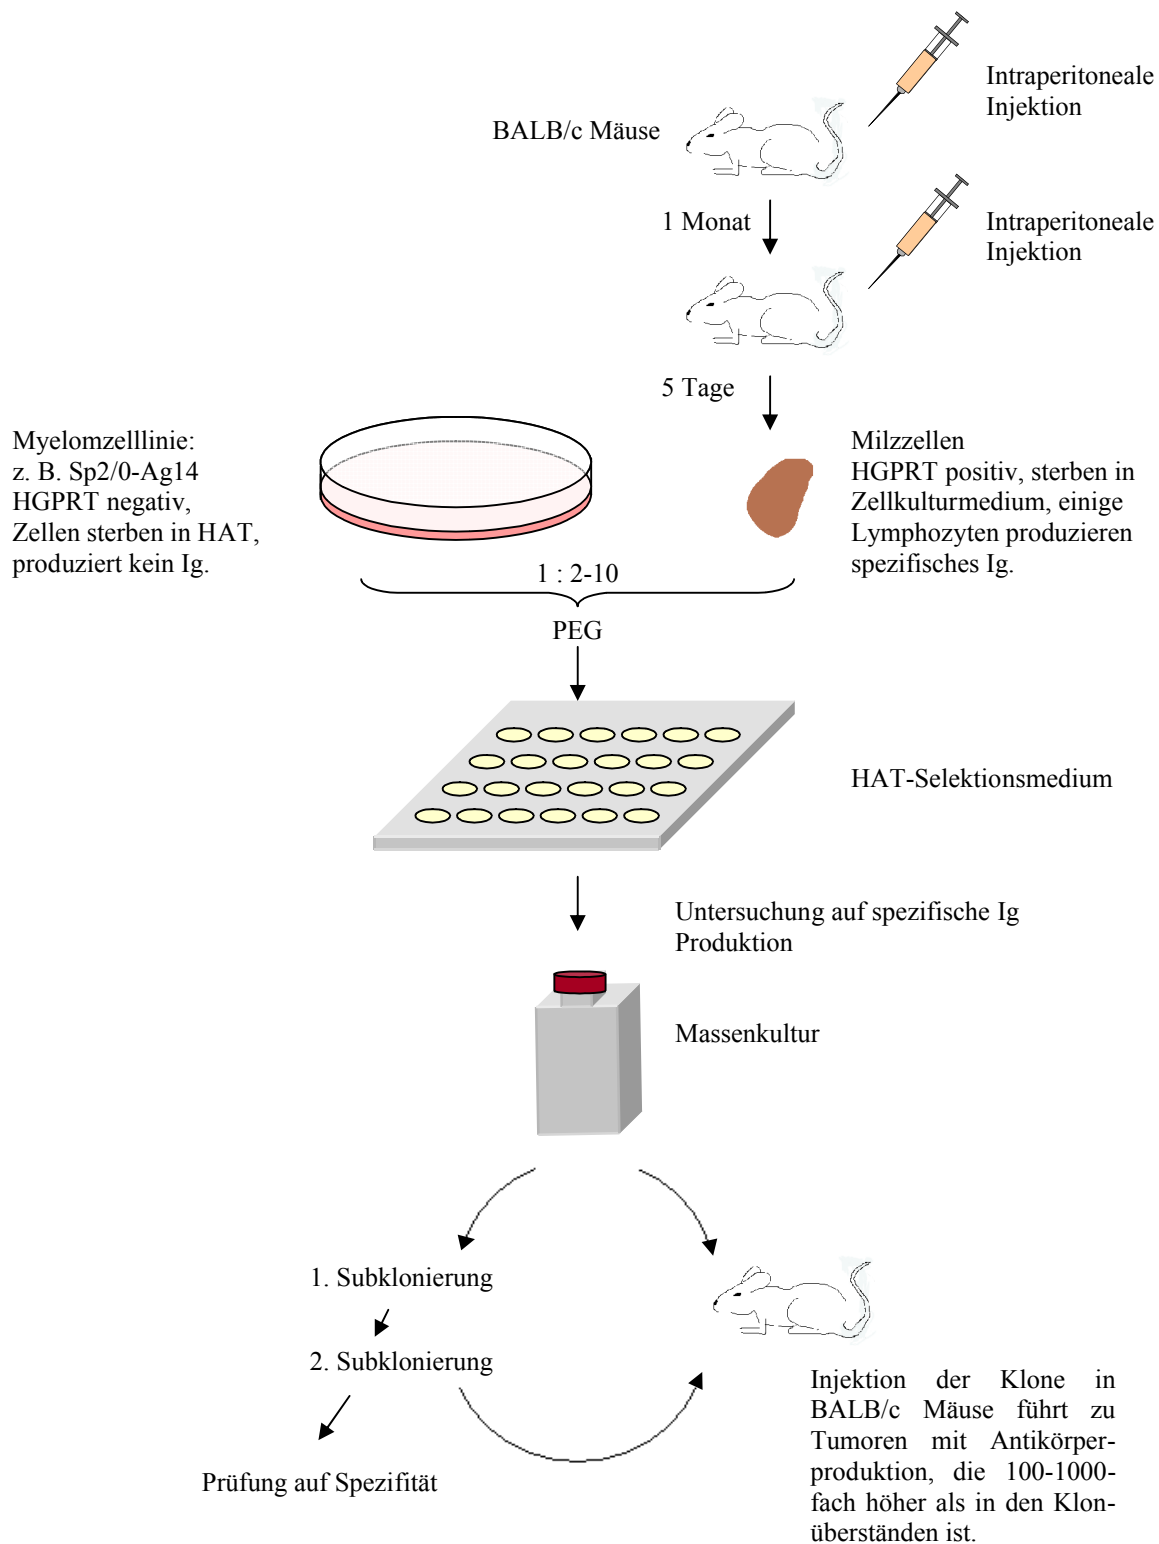 Intraperitoneale
Injektion
BALB/c Mäuse
1 Monat
Intraperitoneale
Injektion
5 Tage
Myelomzelllinie:
z. B. Sp2/0-Ag14
HGPRT negativ,
Zellen sterben in HAT,
produziert kein Ig.
Milzzellen
HGPRT positiv, sterben in
Zellkulturmedium, einige
Lymphozyten produzieren
spezifisches Ig.
1 : 2-10
PEG
HAT-Selektionsmedium
Untersuchung auf spezifische Ig
Produktion
Massenkultur
1. Subklonierung
2. Subklonierung
Prüfung auf Spezifität
Injektion der Klone in
BALB/c Mäuse führt zu
Tumoren mit Antikörper-
produktion, die 100-1000-
fach höher als in den Klon-
überständen ist.